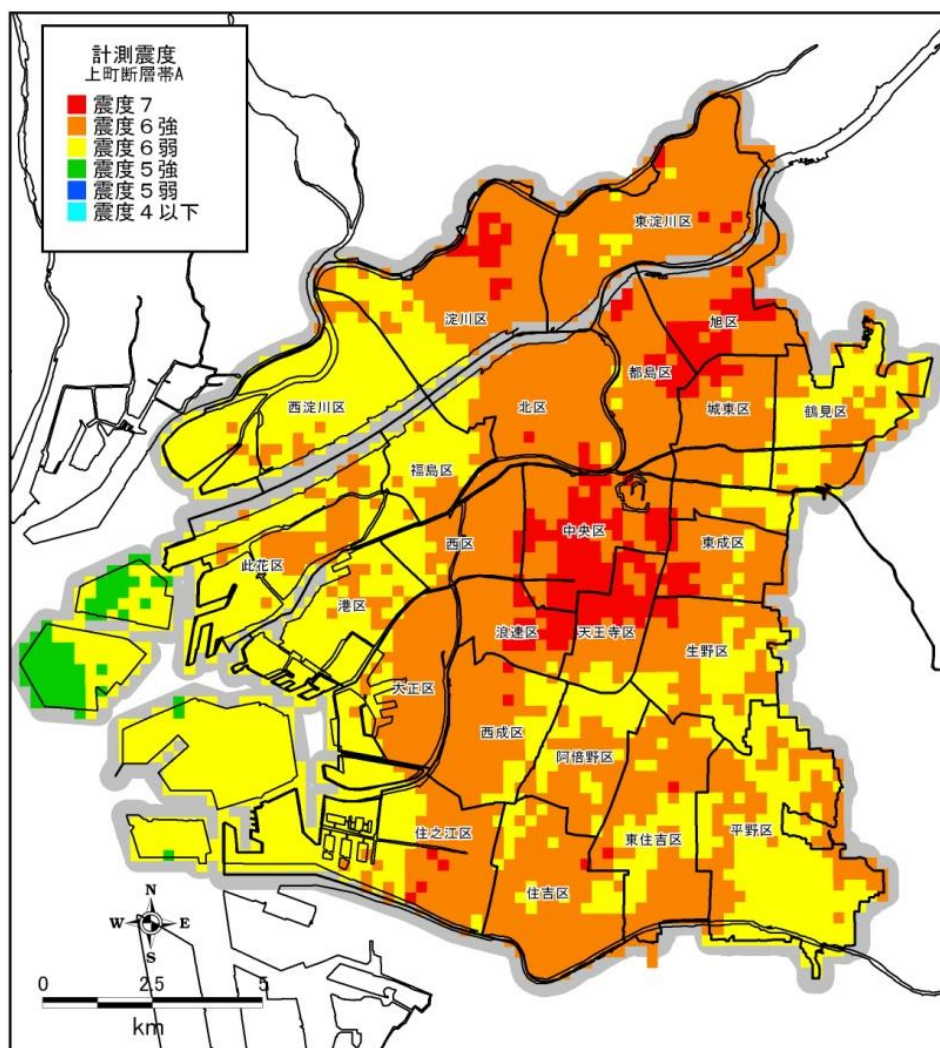 計測震度
上町断層帯A
震度７
震度６強
震度６弱
震度５強
震度５弱
震度４以下
東淀川区
淀川区
旭区
都島区
西淀川区
北区
城東区
鶴見区
福島区
中央区
西区
東成区
此花区
港区
浪速区
天王寺区
生野区
大正区
西成区
阿倍野区
住之江区
東住吉区
平野区
住吉区
N
W
E
S
0
2.5
5
km